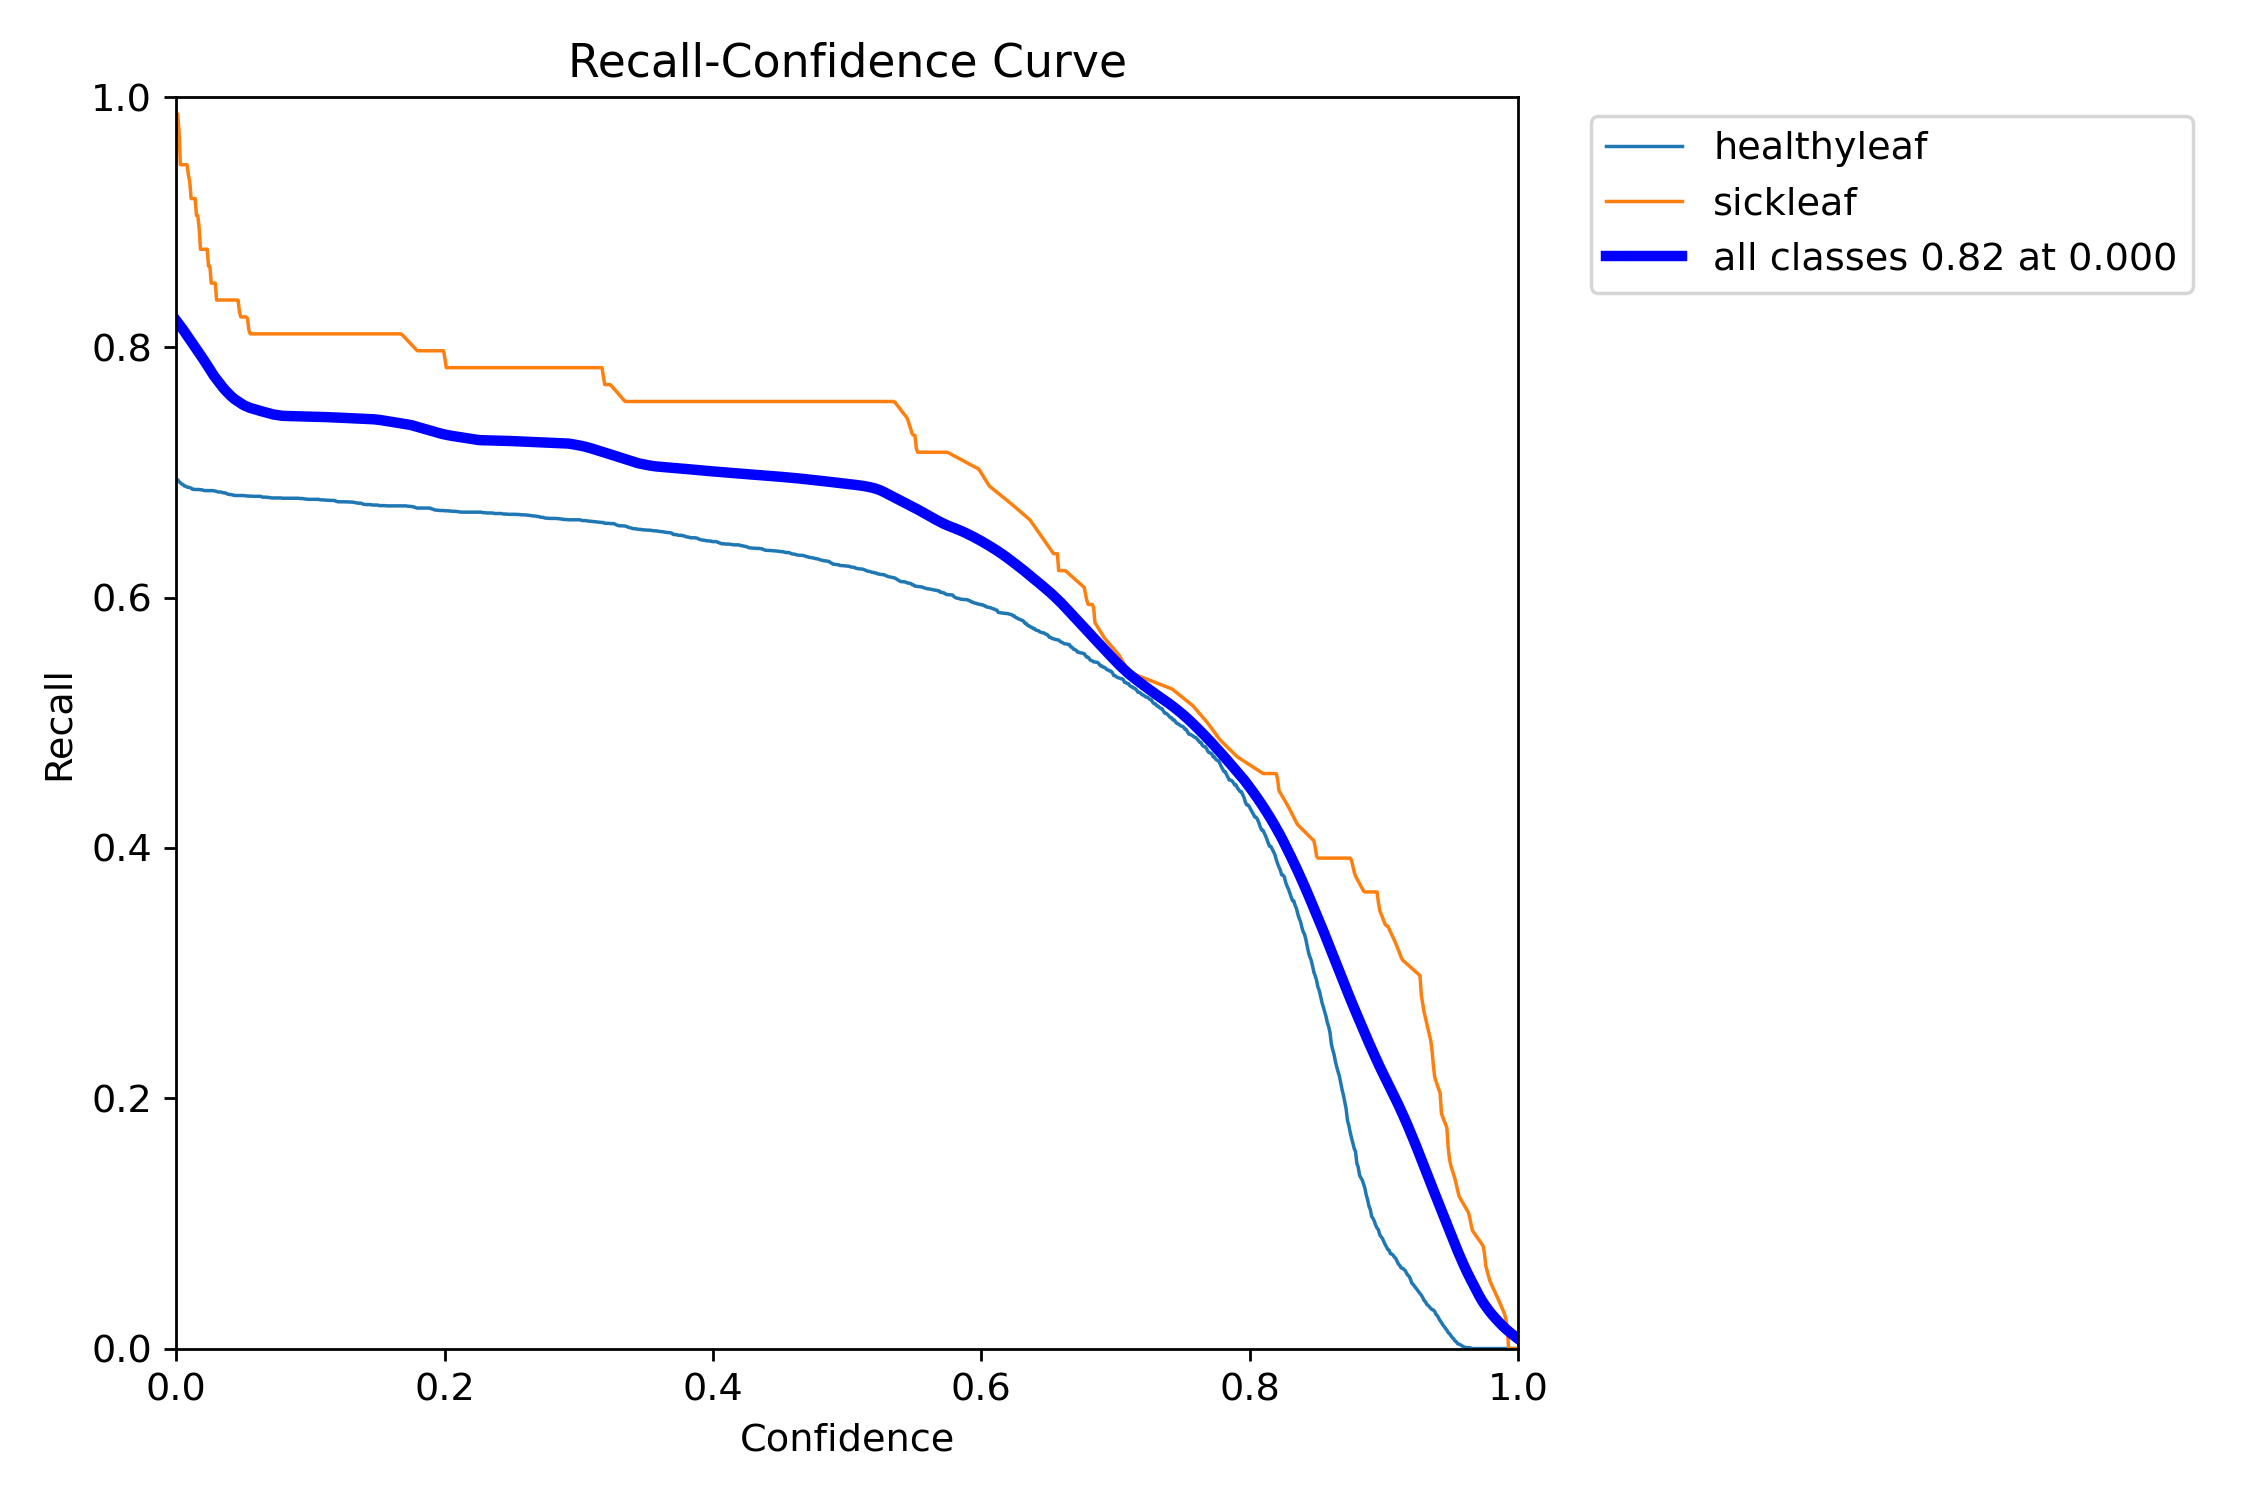 Recall-Confidence Curve
1.0
0.8
0.6
0.4
0.2
0.0
Recall
0.0 0.2 0.4 0.6 0.8 1.0
Confidence
healthyleaf
sickleaf
all classes 0.82 at 0.000